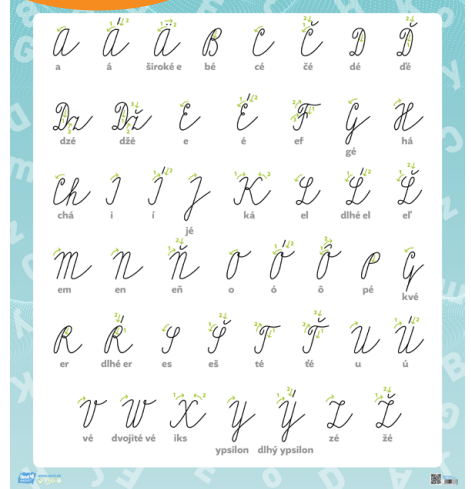 A Á Ä B C Č D Ď
a á široké e bé cé čé dé ďé
Dz Dž E É F G H
dzé džé e é ef gé há
Ch I Í J K L Ĺ Ľ
chá i í jé ká el dlhé el eľ
M N Ň O Ó Ô P Q
em en eň o ó ô pé kvé
R Ŕ S Š T Ť U Ú
er dlhé er es eš té ťé u ú
V W X Y Ý Z Ž
vé dvojité vé iks ypsilon dlhý ypsilon zé žé